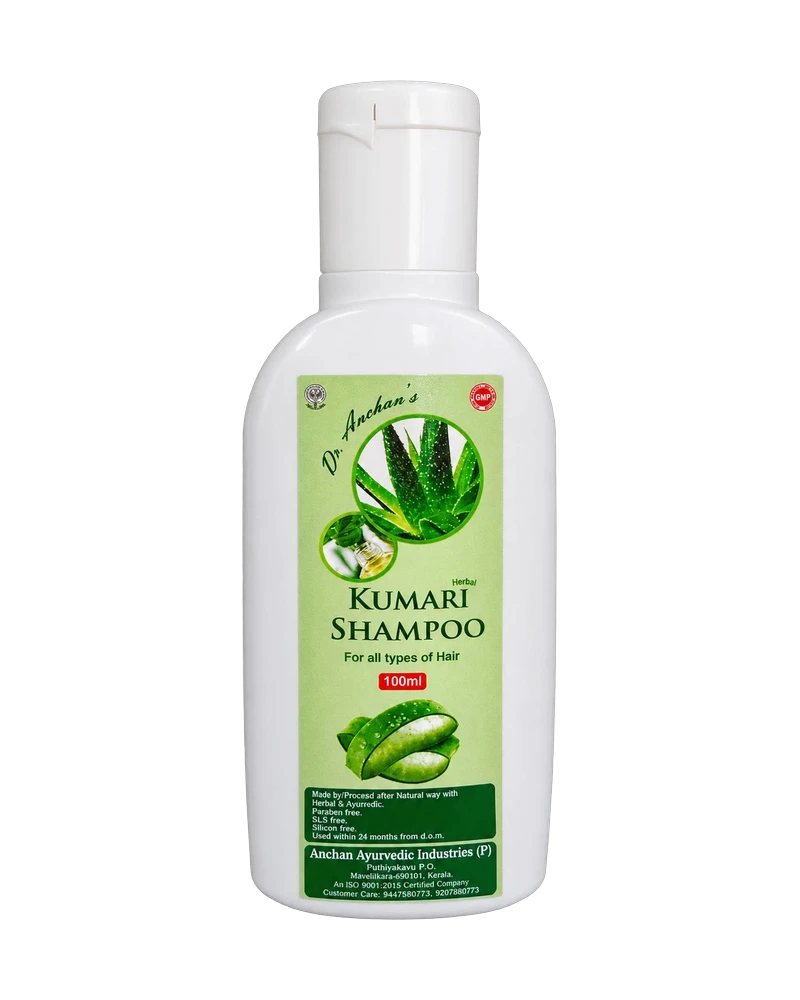 Dr. Anchan's
GMP
Herbal
KUMARI
SHAMPOO
For all types of Hair
100ml
Made by/Procesd after Natural way with
Herbal & Ayurredic.
Paraben free.
SLS free.
Silicon free.
Used within 24 months from d.o.m.
Anchan Ayurvedic Industries (P)
Puthiyakavu P.O.
Mavelilkara-690101, Kerala.
An ISO 9001:2015 Certified Company
Customer Care: 9447580773, 9207880773